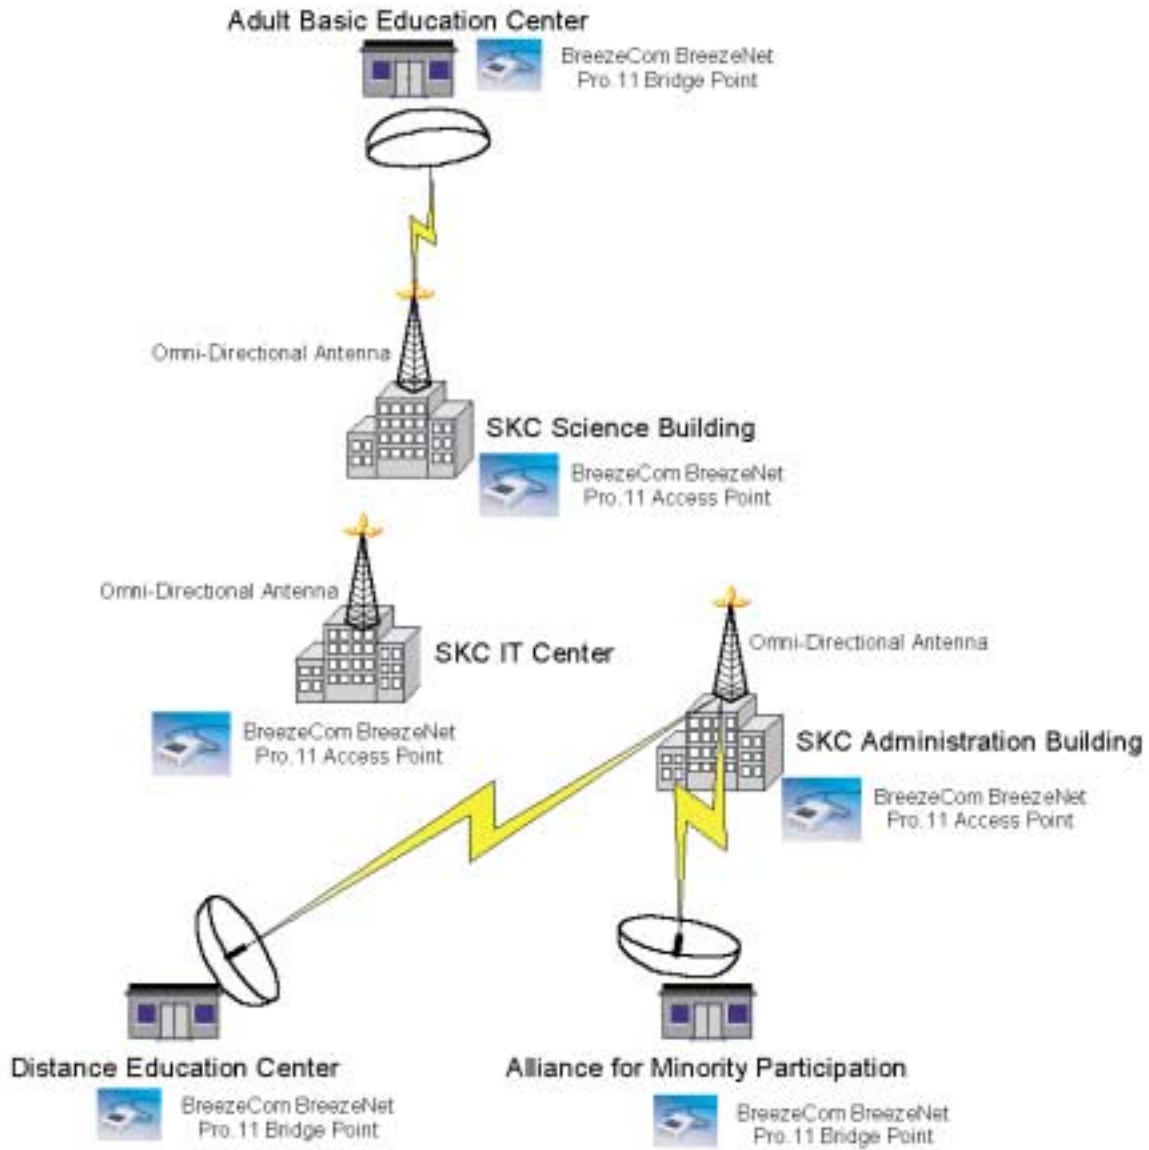 Adult Basic Education Center
BreezeCom BreezeNet
Pro.11 Bridge Point
Omni-Directional Antenna
SKC Science Building
BreezeCom BreezeNet
Pro.11 Access Point
Omni-Directional Antenna
SKC IT Center
BreezeCom BreezeNet
Pro.11 Access Point
Omni-Directional Antenna
SKC Administration Building
BreezeCom BreezeNet
Pro.11 Access Point
Distance Education Center
BreezeCom BreezeNet
Pro.11 Bridge Point
Alliance for Minority Participation
BreezeCom BreezeNet
Pro.11 Bridge Point